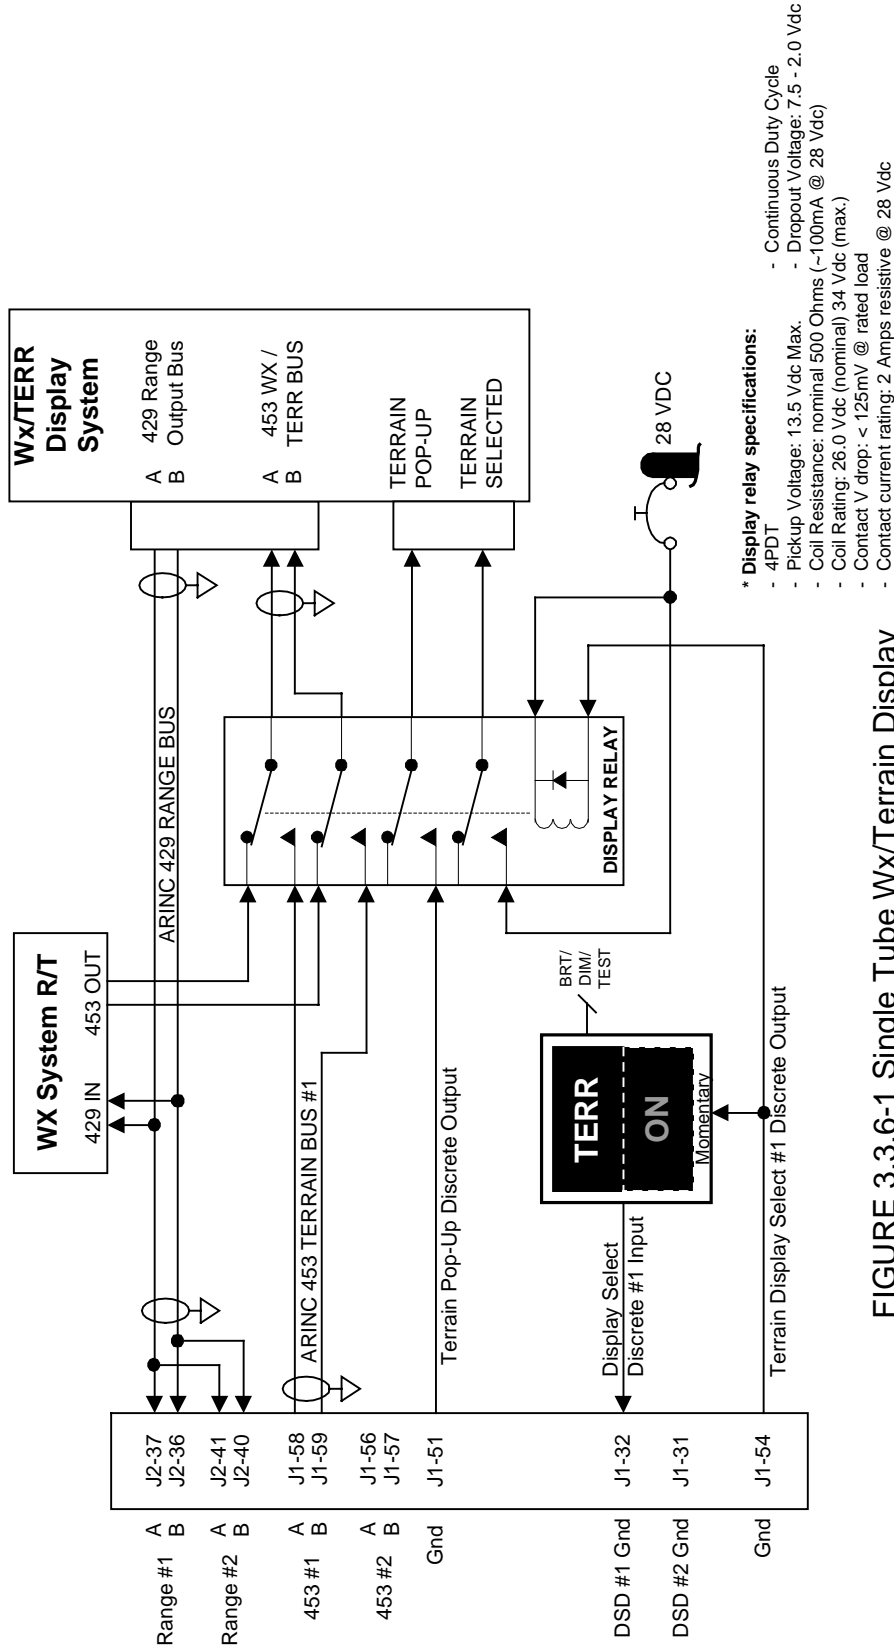 WX System R/T
429 IN
453 OUT
Wx/TERR
Display
System
A
B
429 Range
Output Bus
A
B
453 WX /
TERR BUS
TERRAIN
POP-UP
TERRAIN
SELECTED
Range #1
A
B
J2-37
J2-36
Range #2
A
B
J2-41
J2-40
453 #1
A
B
J1-58
J1-59
453 #2
A
B
J1-56
J1-57
Gnd
J1-51
DSD #1 Gnd
J1-32
DSD #2 Gnd
J1-31
Gnd
J1-54
ARINC 429 RANGE BUS
ARINC 453 TERRAIN BUS #1
Terrain Pop-Up Discrete Output
Display Select
Discrete #1 Input
TERR
ON
Momentary
BRT/
DIM/
TEST
DISPLAY RELAY
28 VDC
Terrain Display Select #1 Discrete Output
* Display relay specifications:
- 4PDT - Continuous Duty Cycle
- Pickup Voltage: 13.5 Vdc Max. - Dropout Voltage: 7.5 - 2.0 Vdc
- Coil Resistance: nominal 500 Ohms (~100mA @ 28 Vdc)
- Coil Rating: 26.0 Vdc (nominal) 34 Vdc (max.)
- Contact V drop: < 125mV @ rated load
- Contact current rating: 2 Amps resistive @ 28 Vdc
FIGURE 3.3.6-1 Single Tube Wx/Terrain Display